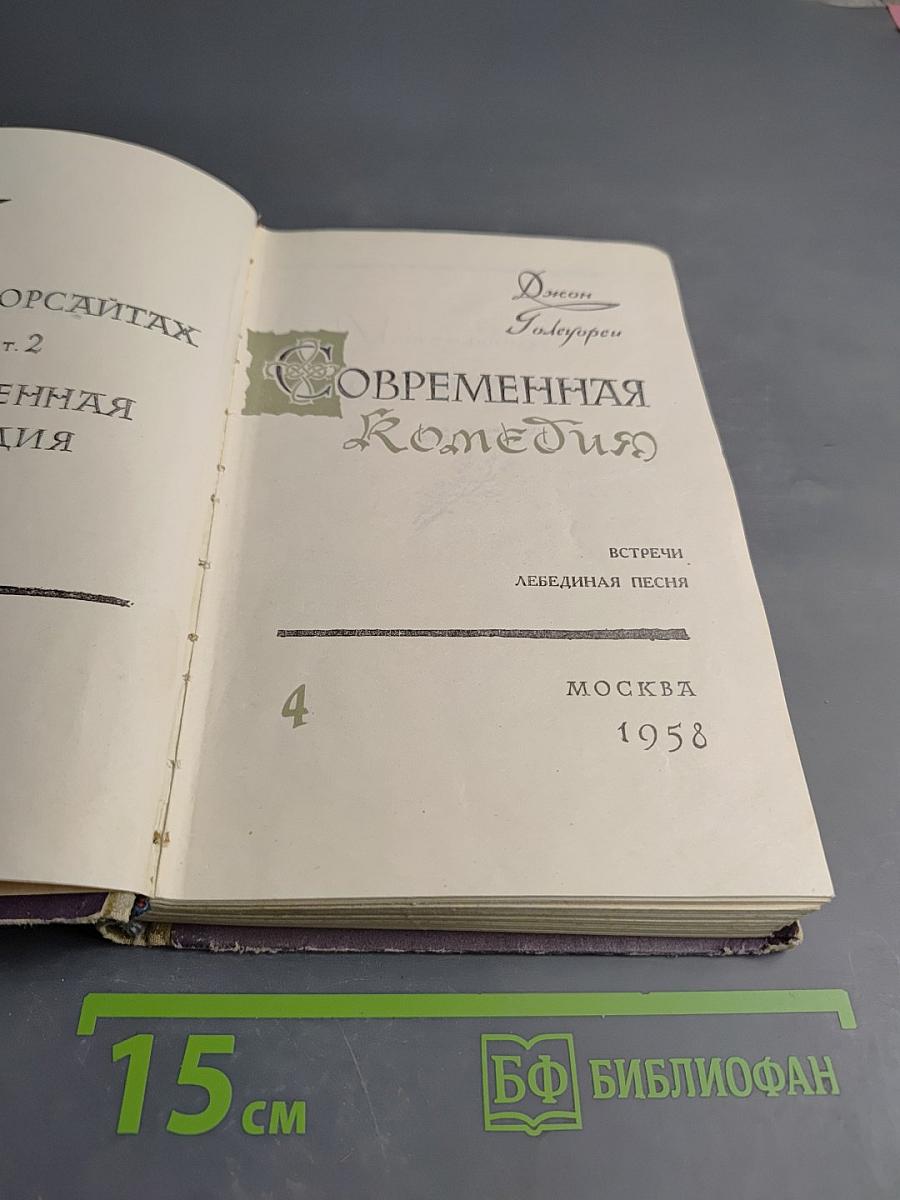 ОРСАЙТАХ
т. 2
ЕННАЯ
ДИЯ
Джон
Голсуорси
СОВРЕМЕННАЯ
Комедия
ВСТРЕЧИ
ЛЕБЕДИНАЯ ПЕСНЯ
4
МОСКВА
1958
15 см
БФ БИБЛИОФАН